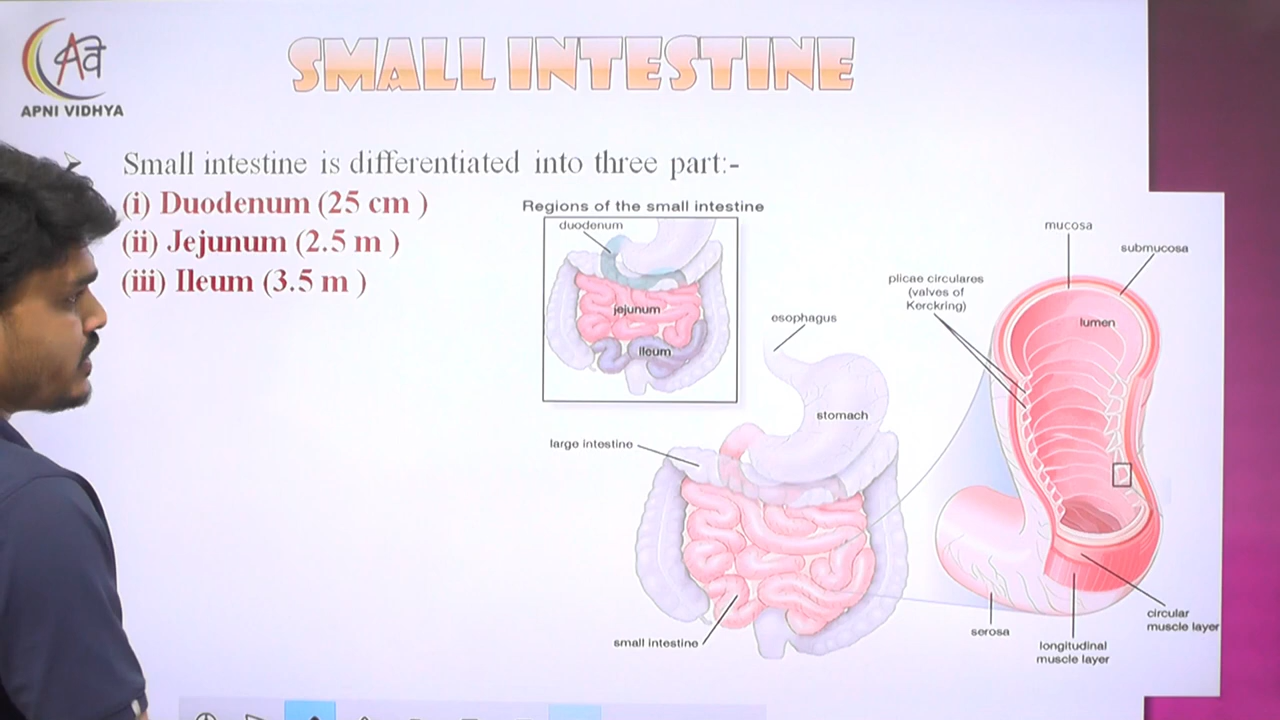 Aवि
APNI VIDHYA
SMALL INTESTINE
Small intestine is differentiated into three part:-
(i) Duodenum (25 cm )
(ii) Jejunum (2.5 m )
(iii) Ileum (3.5 m )
Regions of the small intestine
duodenum
jejunum
ileum
esophagus
stomach
large intestine
small intestine
plicae circulares
(valves of
Kerckring)
mucosa
submucosa
lumen
serosa
longitudinal
muscle layer
circular
muscle layer